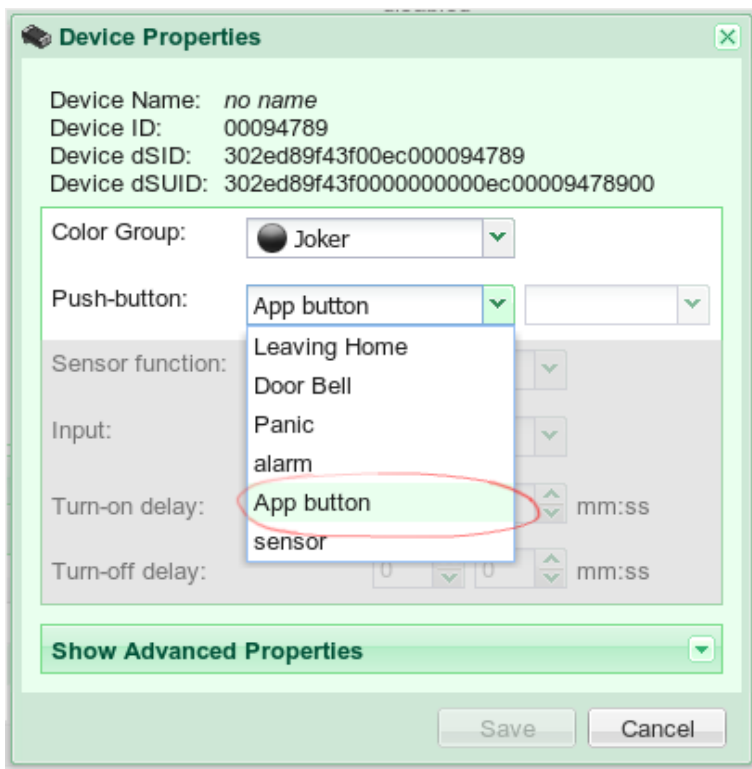 Device Properties
Device Name: no name
Device ID: 00094789
Device dSID: 302ed89f43f00ec000094789
Device dSUID: 302ed89f43f0000000000ec00009478900
Color Group: Joker
Push-button: App button
Leaving Home
Sensor function:
Door Bell
Input:
Panic
alarm
Turn-on delay: App button mm:ss
sensor
Turn-off delay: 0 0 mm:ss
Show Advanced Properties
Save Cancel